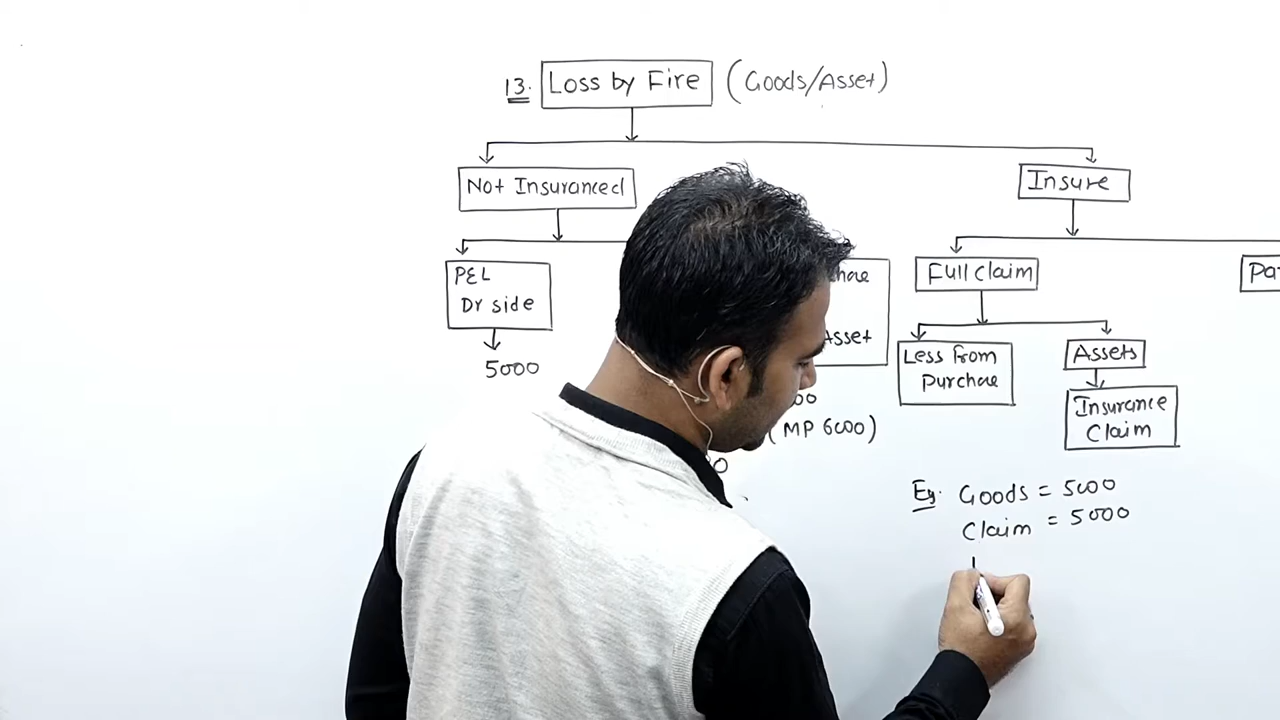 13. Loss by Fire (Goods/Asset)
Not Insuranced
Insure
P&L
Dr side
5000
Asset
(MP 6000)
Full Claim
Less from
Purchae
Assets
Insurance
Claim
Eg. Goods = 5000
Claim = 5000